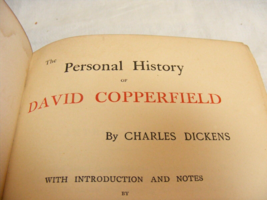 The Personal History
OF
DAVID COPPERFIELD
By CHARLES DICKENS
WITH INTRODUCTION AND NOTES
BY